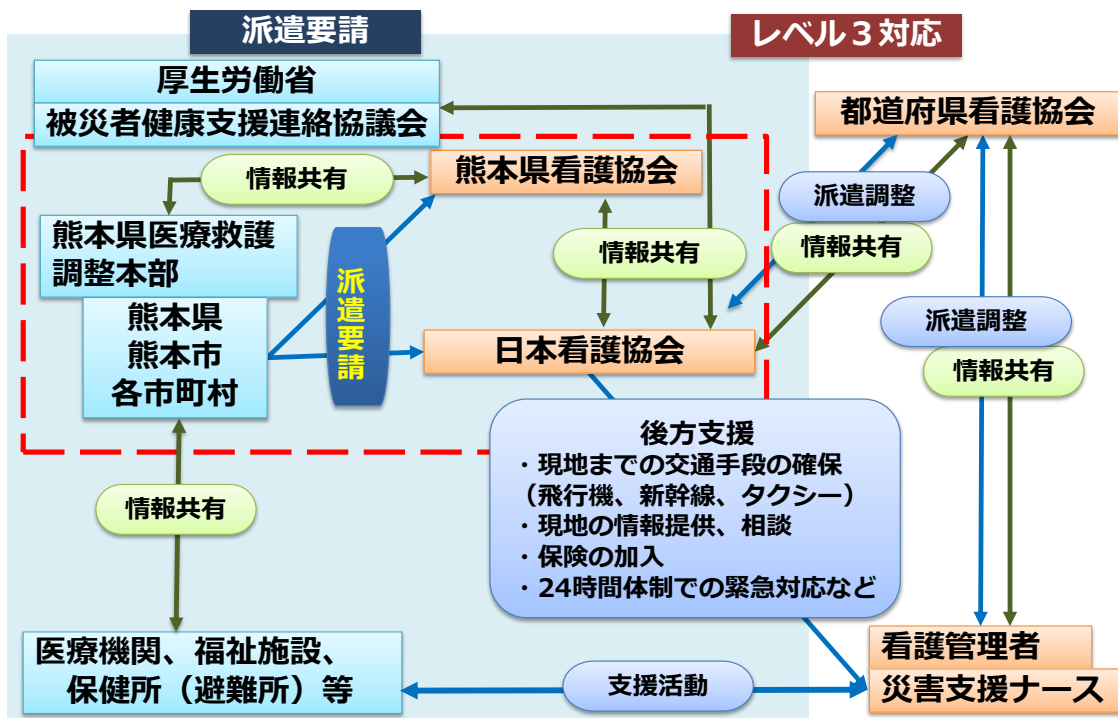 派遣要請
レベル３対応
厚生労働省
被災者健康支援連絡協議会
都道府県看護協会
情報共有
熊本県看護協会
派遣調整
情報共有
熊本県医療救護
調整本部
情報共有
派遣要請
熊本県
熊本市
各市町村
日本看護協会
派遣調整
情報共有
後方支援
・現地までの交通手段の確保
（飛行機、新幹線、タクシー）
・現地の情報提供、相談
・保険の加入
・24時間体制での緊急対応など
情報共有
医療機関、福祉施設、
保健所（避難所）等
支援活動
看護管理者
災害支援ナース